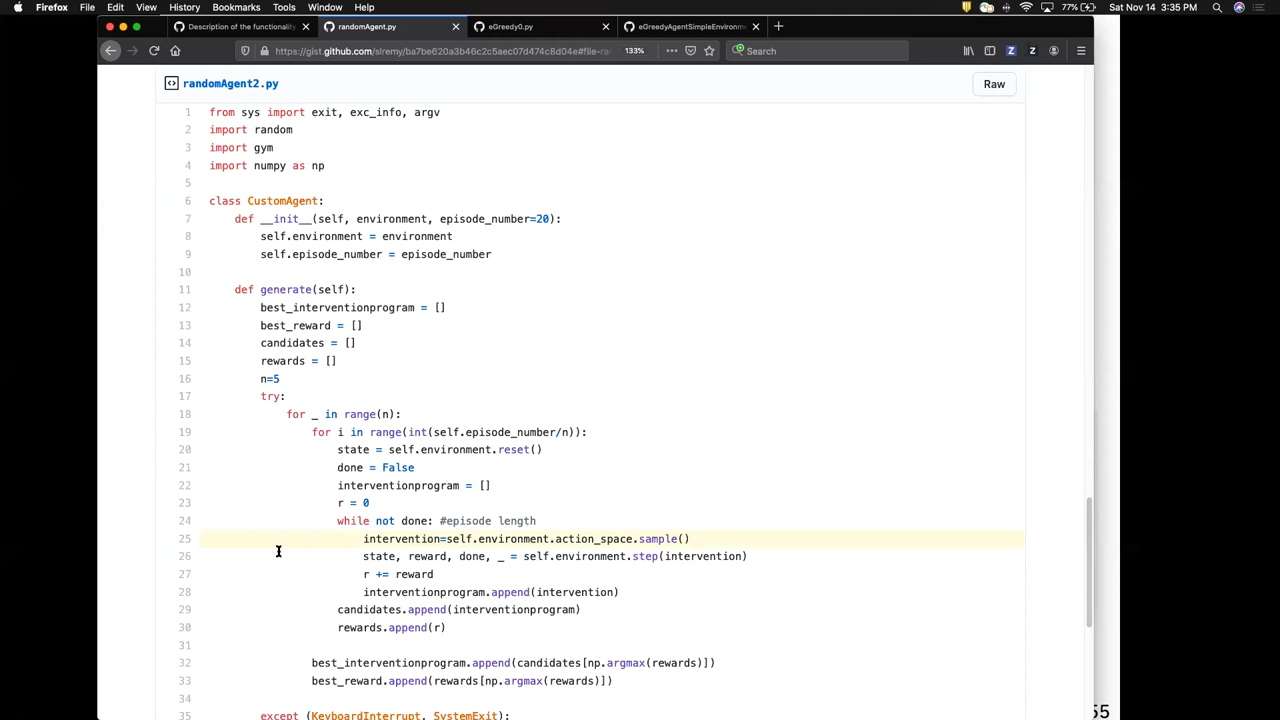 Firefox File Edit View History Bookmarks Tools Window Help 77% Sat Nov 14 3:35 PM
Description of the functionality randomAgent.py eGreedy0.py eGreedyAgentSimpleEnvironm
133% Search
randomAgent2.py Raw
1 from sys import exit, exc_info, argv
2 import random
3 import gym
4 import numpy as np
5
6 class CustomAgent:
7 def __init__(self, environment, episode_number=20):
8 self.environment = environment
9 self.episode_number = episode_number
10
11 def generate(self):
12 best_interventionprogram = []
13 best_reward = []
14 candidates = []
15 rewards = []
16 n=5
17 try:
18 for _ in range(n):
19 for i in range(int(self.episode_number/n)):
20 state = self.environment.reset()
21 done = False
22 interventionprogram = []
23 r = 0
24 while not done: #episode length
25 intervention=self.environment.action_space.sample()
26 state, reward, done, _ = self.environment.step(intervention)
27 r += reward
28 interventionprogram.append(intervention)
29 candidates.append(interventionprogram)
30 rewards.append(r)
31
32 best_interventionprogram.append(candidates[np.argmax(rewards)])
33 best_reward.append(rewards[np.argmax(rewards)])
34
35 except (KeyboardInterrupt, SystemExit):
55